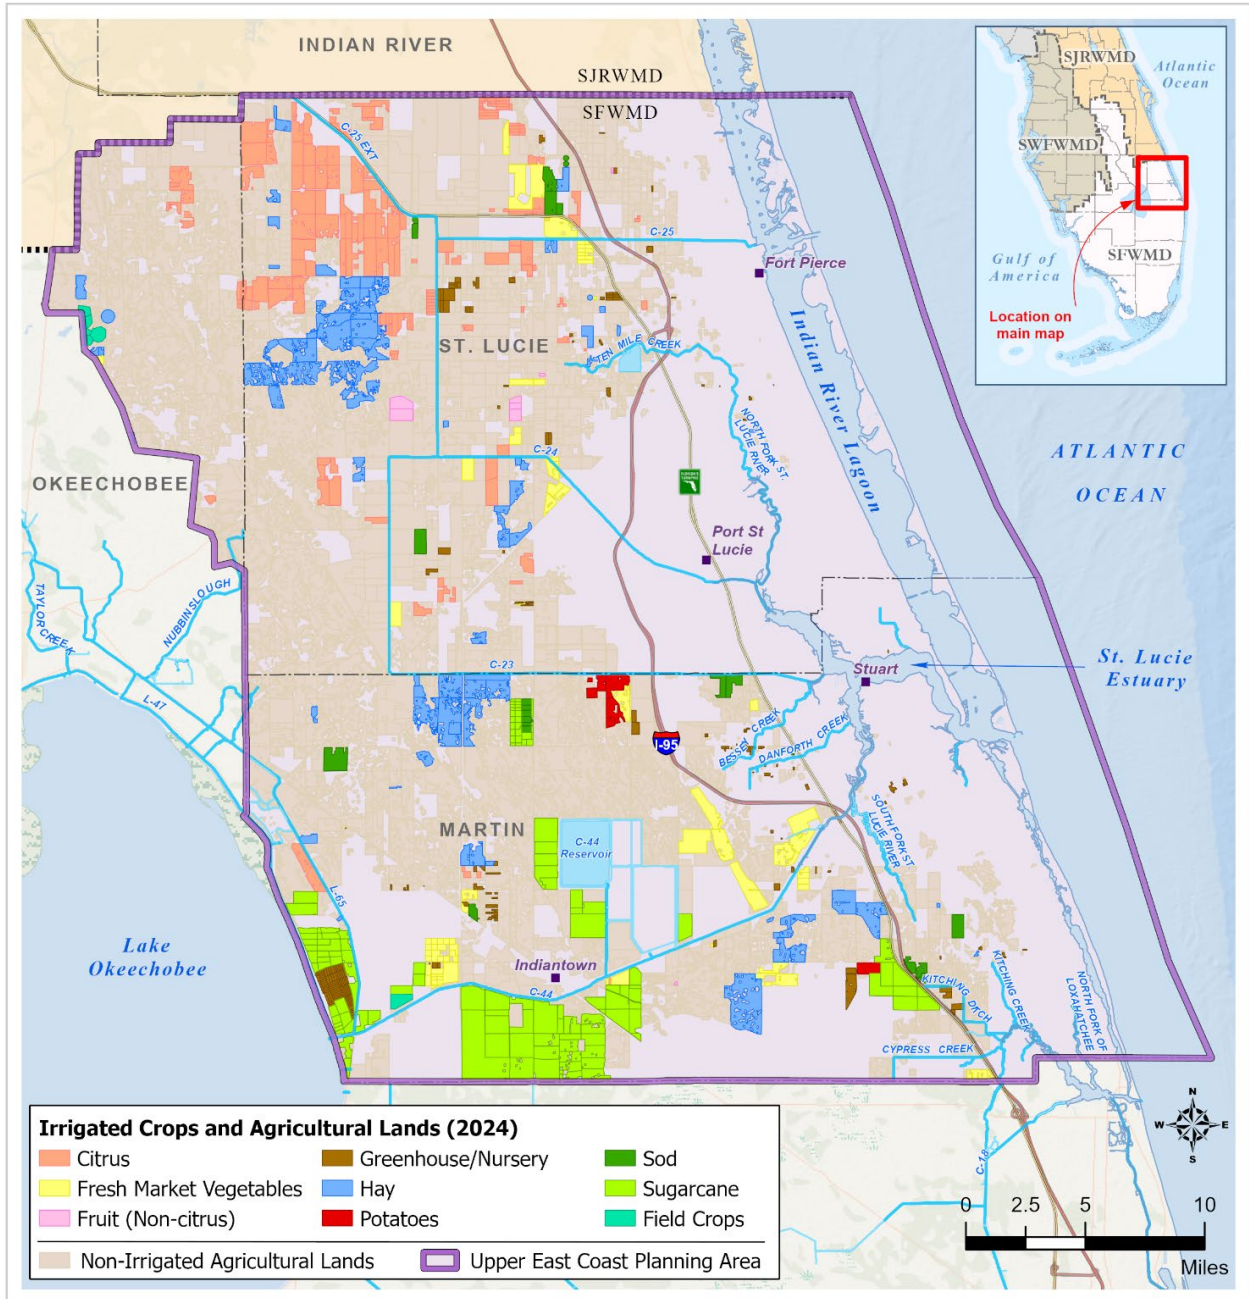 INDIAN RIVER
SJRWMD
SFWMD
C-25 EXT
C-25
Fort Pierce
ST. LUCIE
TEN MILE CREEK
Indian River Lagoon
NORTH FORK ST.
LUCIE RIVER
C-24
OKEECHOBEE
Port St
Lucie
ATLANTIC
OCEAN
TAYLOR CREEK
NUBBINSLOUGH
L-47
C-23
Stuart
St. Lucie
Estuary
I-95
BESSEY CREEK
DANFORTH CREEK
MARTIN
C-44
Reservoir
SOUTH FORK ST.
LUCIE RIVER
L-65
Lake
Okeechobee
Indiantown
C-44
KITCHING DITCH
KITCHING CREEK
NORTH FORK OF
LOXAHATCHEE
CYPRESS CREEK
C-18
SJRWMD
Atlantic
Ocean
SWFWMD
SFWMD
Gulf of
America
Location on
main map
Irrigated Crops and Agricultural Lands (2024)
Citrus
Greenhouse/Nursery
Sod
Fresh Market Vegetables
Hay
Sugarcane
Fruit (Non-citrus)
Potatoes
Field Crops
Non-Irrigated Agricultural Lands
Upper East Coast Planning Area
N
W
E
S
0 2.5 5 10
Miles